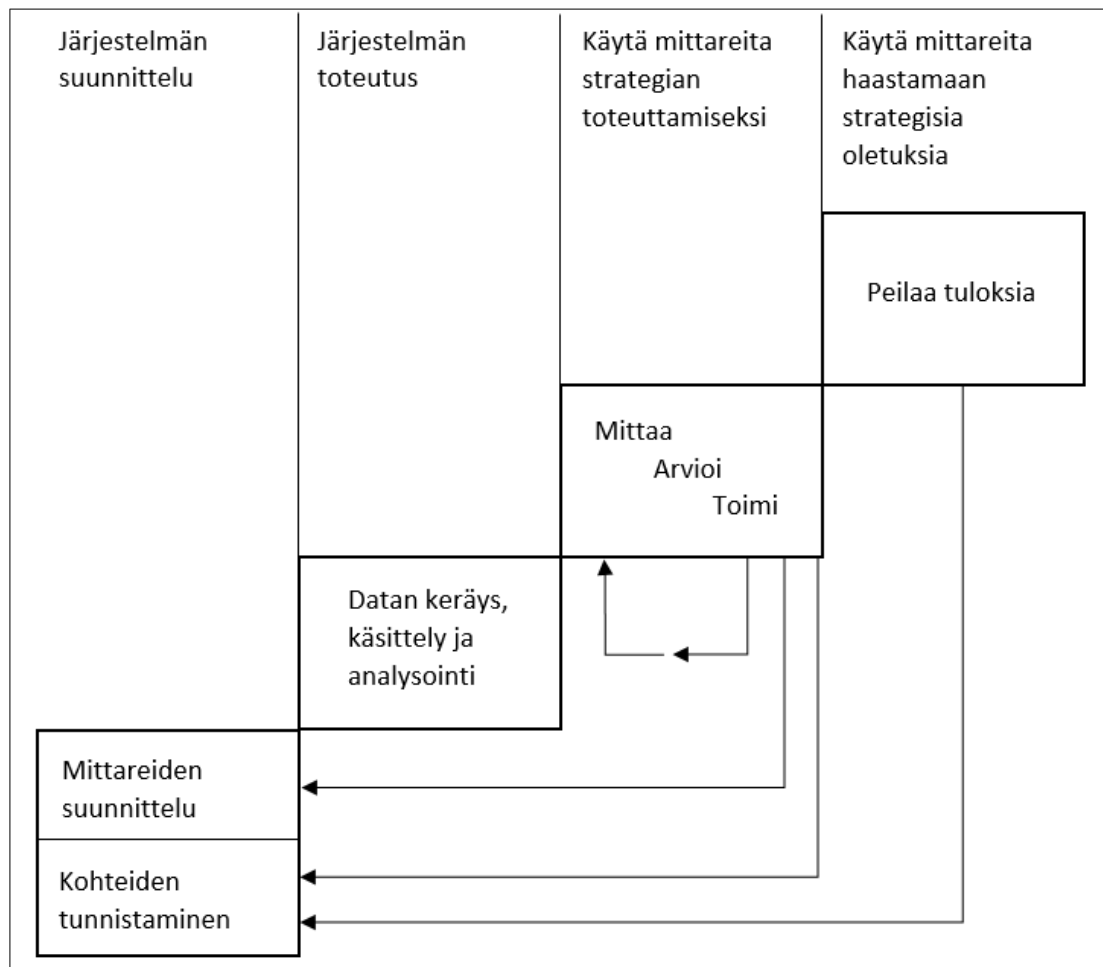 Järjestelmän
suunnittelu
Järjestelmän
toteutus
Käytä mittareita
strategian
toteuttamiseksi
Käytä mittareita
haastamaan
strategisia
oletuksia
Peilaa tuloksia
Mittaa
Arvioi
Toimi
Datan keräys,
käsittely ja
analysointi
Mittareiden
suunnittelu
Kohteiden
tunnistaminen